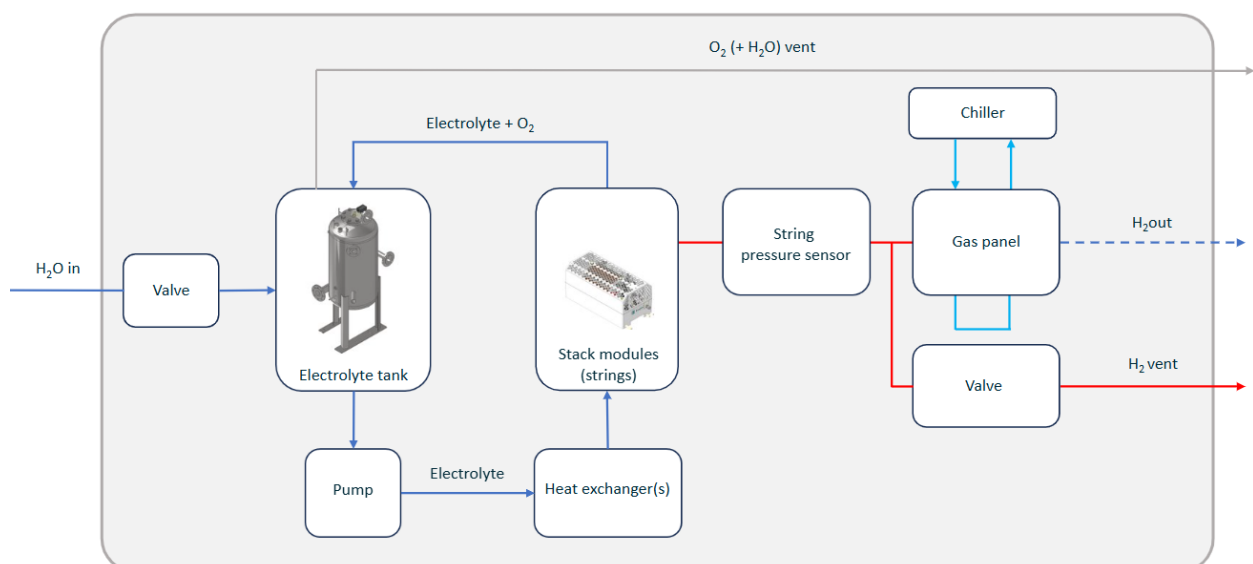 O₂ (+ H₂O) vent
Chiller
Electrolyte + O₂
H₂O in
Valve
Electrolyte tank
Stack modules
(strings)
String
pressure sensor
Gas panel
H₂out
Valve
H₂ vent
Pump
Electrolyte
Heat exchanger(s)